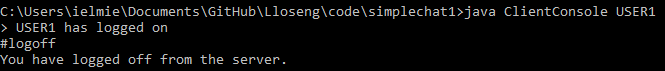 C:\Users\ielmie\Documents\GitHub\Lloseng\code\simplechat1>java ClientConsole USER1
> USER1 has logged on
#logoff
You have logged off from the server.